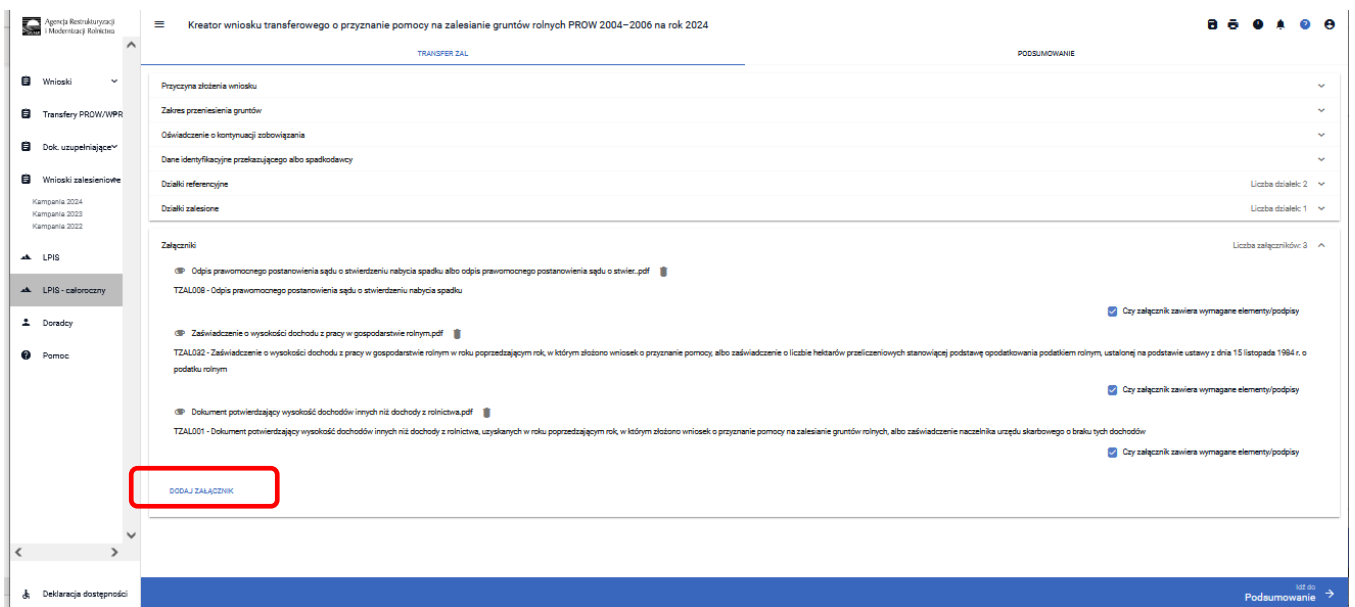 Agencja Restrukturyzacji
i Modernizacji Rolnictwa
Kreator wniosku transferowego o przyznanie pomocy na zalesianie gruntów rolnych PROW 2004–2006 na rok 2024
TRANSFER ZAL
PODSUMOWANIE
Wnioski
Transfery PROW/WPR
Dok. uzupełniające
Wnioski zalesieniowe
Kampania 2024
Kampania 2023
Kampania 2022
LPIS
LPIS - całoroczny
Doradcy
Pomoc
Deklaracja dostępności
Przyczyna złożenia wniosku
Zakres przeniesienia gruntów
Oświadczenie o kontynuacji zobowiązania
Dane identyfikacyjne przekazującego albo spadkodawcy
Działki referencyjne Liczba działek: 2
Działki zalesione Liczba działek: 1
Załączniki Liczba załączników: 3
Odpis prawomocnego postanowienia sądu o stwierdzeniu nabycia spadku albo odpis prawomocnego postanowienia sądu o stwier..pdf
TZAL008 - Odpis prawomocnego postanowienia sądu o stwierdzeniu nabycia spadku
Czy załącznik zawiera wymagane elementy/podpisy
Zaświadczenie o wysokości dochodu z pracy w gospodarstwie rolnym.pdf
TZAL032 - Zaświadczenie o wysokości dochodu z pracy w gospodarstwie rolnym w roku poprzedzającym rok, w którym złożono wniosek o przyznanie pomocy, albo zaświadczenie o liczbie hektarów przeliczeniowych stanowiącej podstawę opodatkowania podatkiem rolnym, ustalonej na podstawie ustawy z dnia 15 listopada 1984 r. o
podatku rolnym
Czy załącznik zawiera wymagane elementy/podpisy
Dokument potwierdzający wysokość dochodów innych niż dochody z rolnictwa.pdf
TZAL001 - Dokument potwierdzający wysokość dochodów innych niż dochody z rolnictwa, uzyskanych w roku poprzedzającym rok, w którym złożono wniosek o przyznanie pomocy na zalesianie gruntów rolnych, albo zaświadczenie naczelnika urzędu skarbowego o braku tych dochodów
Czy załącznik zawiera wymagane elementy/podpisy
DODAJ ZAŁĄCZNIK
Idź do
Podsumowanie